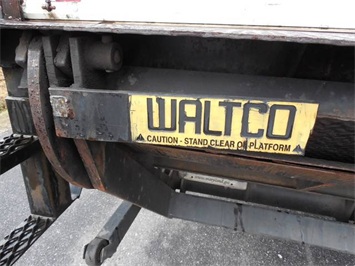 WALTCO
CAUTION - STAND CLEAR OF PLATFORM